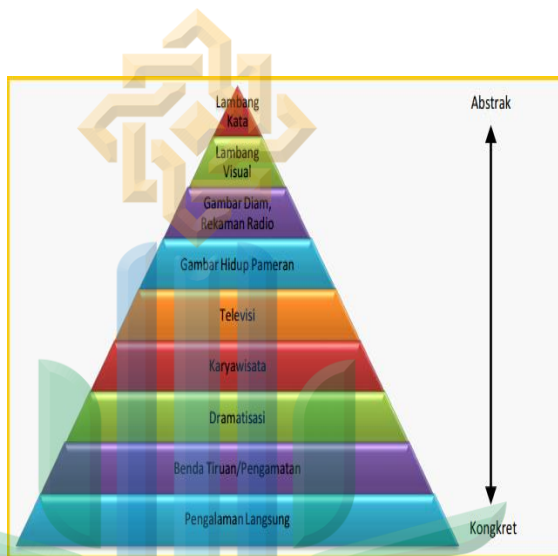 Lambang
Kata
Abstrak
Lambang
Visual
Gambar Diam,
Rekaman Radio
Gambar Hidup Pameran
Televisi
Karyawisata
Dramatisasi
Benda Tiruan/Pengamatan
Pengalaman Langsung
Kongkret